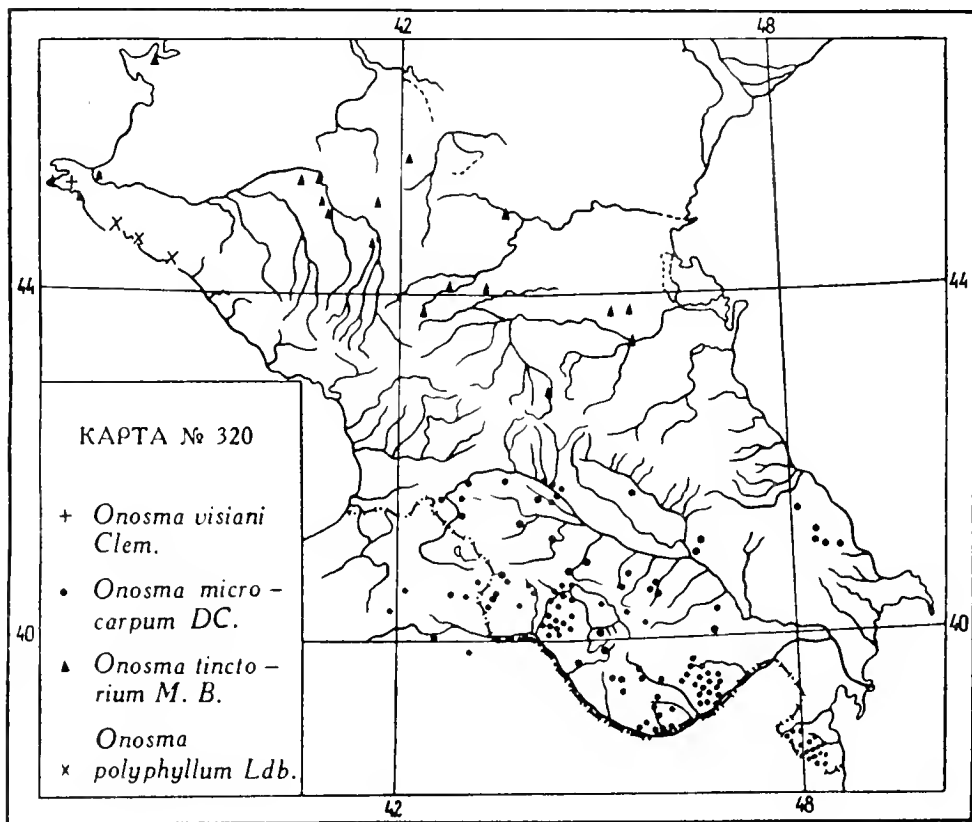 42 48
44 44
КАРТА № 320
+ Onosma visiani
Clem.
• Onosma micro –
carpum DC.
▲ Onosma tincto –
rium M. B.
Onosma
x polyphyllum Ldb.
40 40
42 48